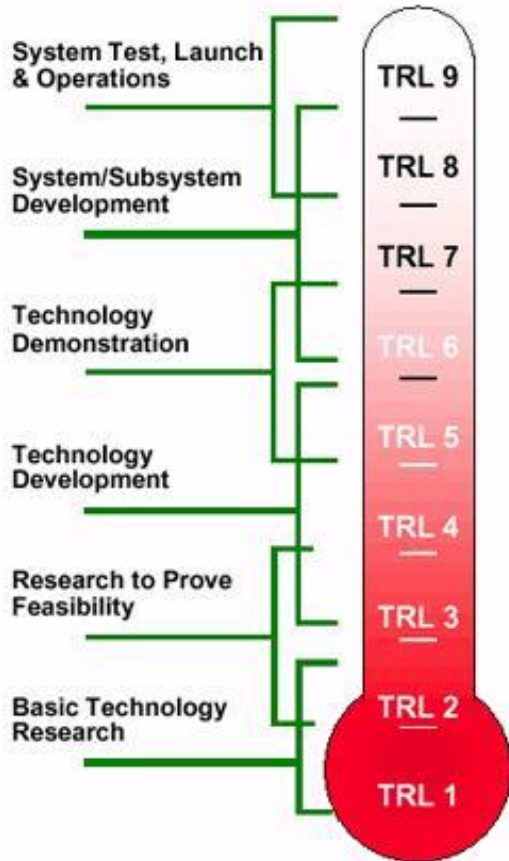 System Test, Launch
& Operations
System/Subsystem
Development
Technology
Demonstration
Technology
Development
Research to Prove
Feasibility
Basic Technology
Research
TRL 9
TRL 8
TRL 7
TRL 6
TRL 5
TRL 4
TRL 3
TRL 2
TRL 1